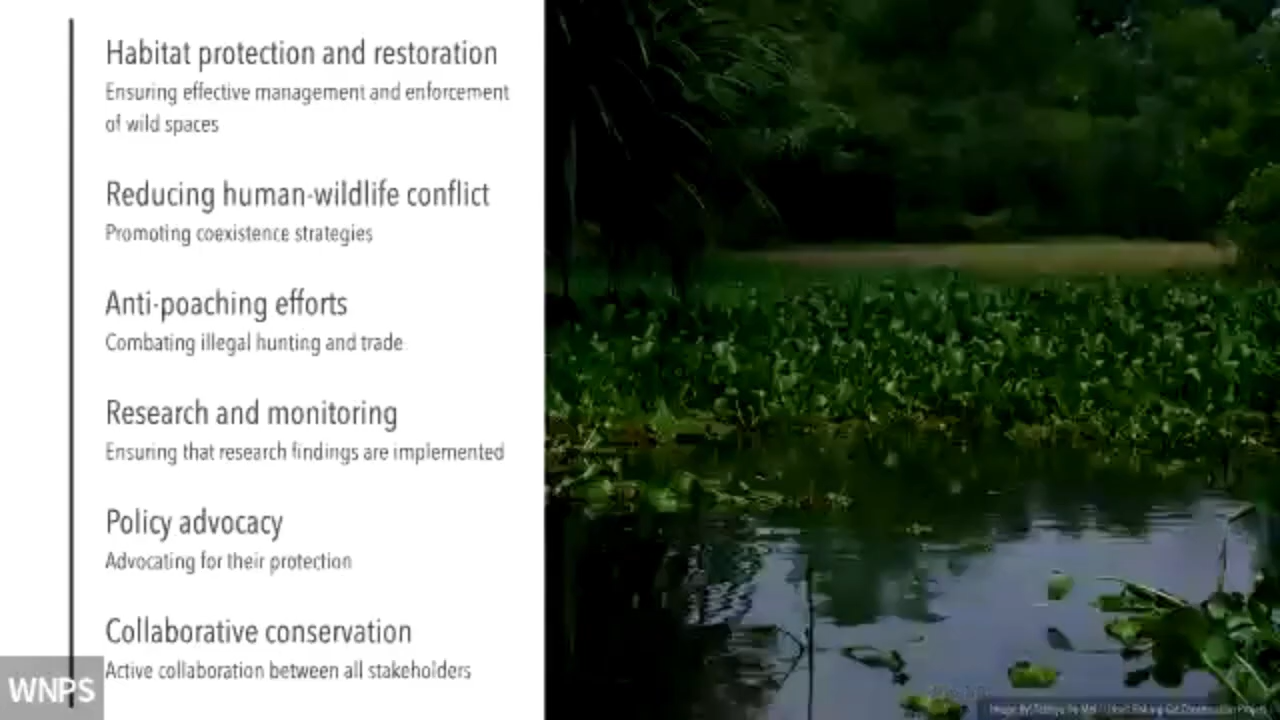 Habitat protection and restoration
Ensuring effective management and enforcement
of wild spaces
Reducing human-wildlife conflict
Promoting coexistence strategies
Anti-poaching efforts
Combating illegal hunting and trade
Research and monitoring
Ensuring that research findings are implemented
Policy advocacy
Advocating for their protection
Collaborative conservation
Active collaboration between all stakeholders
WNPS